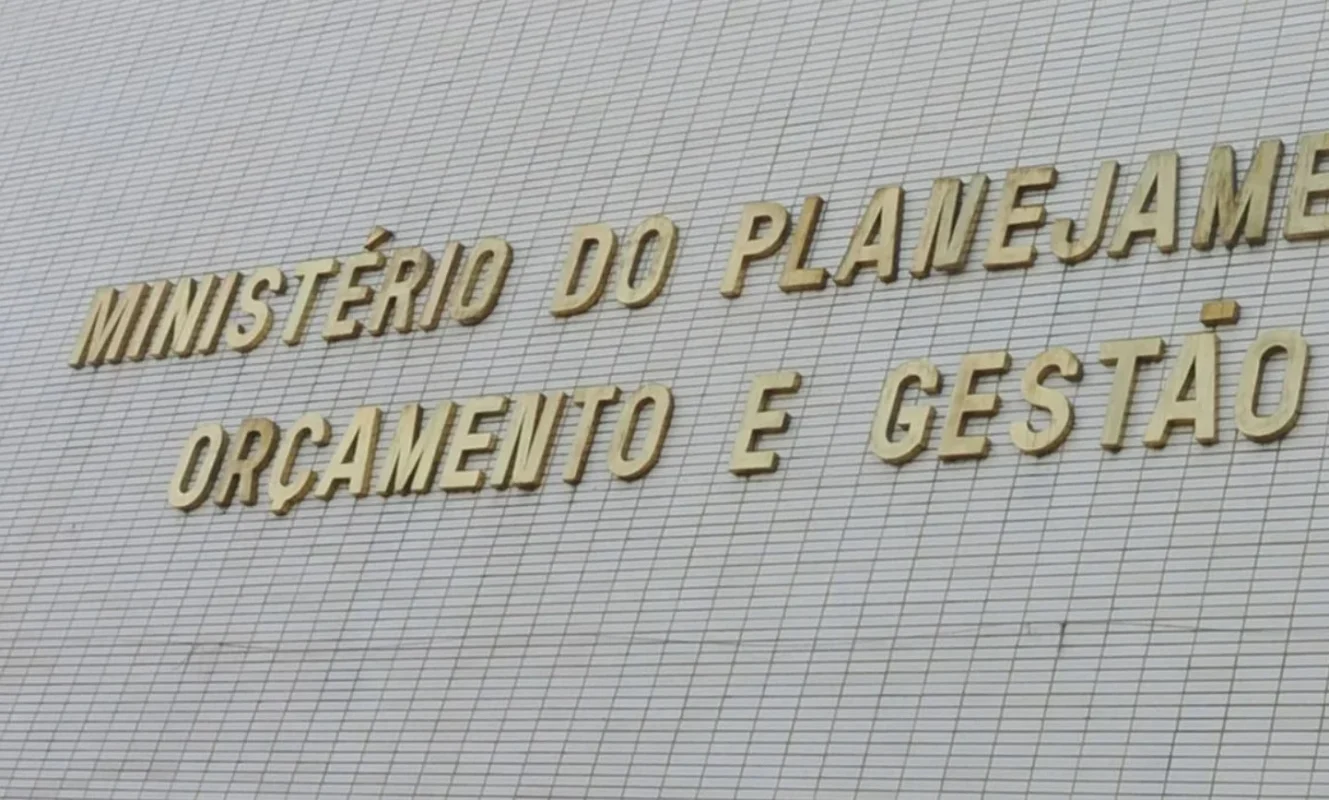 MINISTÉRIO DO PLANEJAME
ORÇAMENTO E GESTÃO